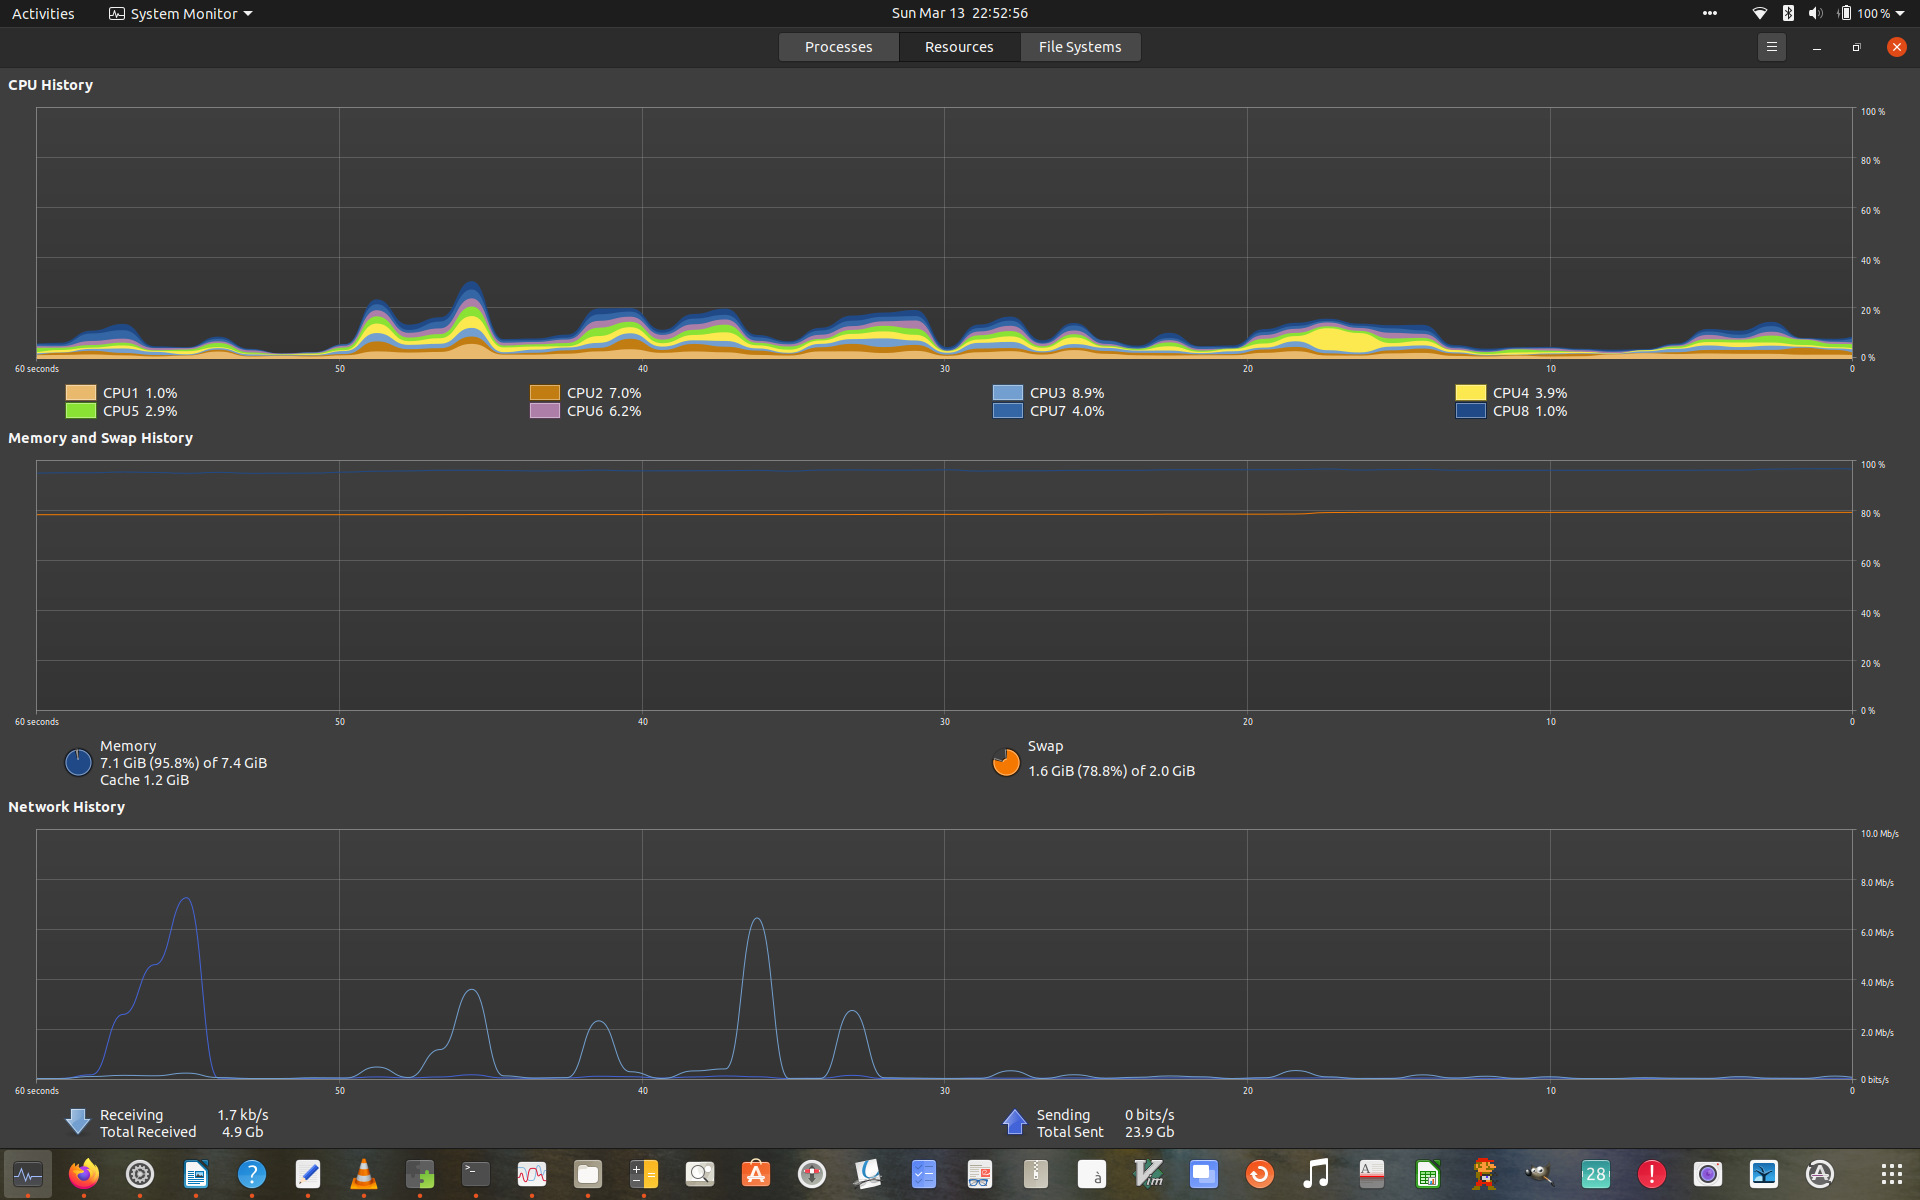 Activities System Monitor Sun Mar 13 22:52:56 100 %
Processes Resources File Systems
CPU History
100 %
80 %
60 %
40 %
20 %
0 %
60 seconds 50 40 30 20 10 0
CPU1 1.0% CPU2 7.0% CPU3 8.9% CPU4 3.9%
CPU5 2.9% CPU6 6.2% CPU7 4.0% CPU8 1.0%
Memory and Swap History
100 %
80 %
60 %
40 %
20 %
0 %
60 seconds 50 40 30 20 10 0
Memory
7.1 GiB (95.8%) of 7.4 GiB
Cache 1.2 GiB
Swap
1.6 GiB (78.8%) of 2.0 GiB
Network History
10.0 Mb/s
8.0 Mb/s
6.0 Mb/s
4.0 Mb/s
2.0 Mb/s
0 bits/s
60 seconds 50 40 30 20 10 0
Receiving 1.7 kb/s
Total Received 4.9 Gb
Sending 0 bits/s
Total Sent 23.9 Gb
? >_ A à Vim A 28 ! A